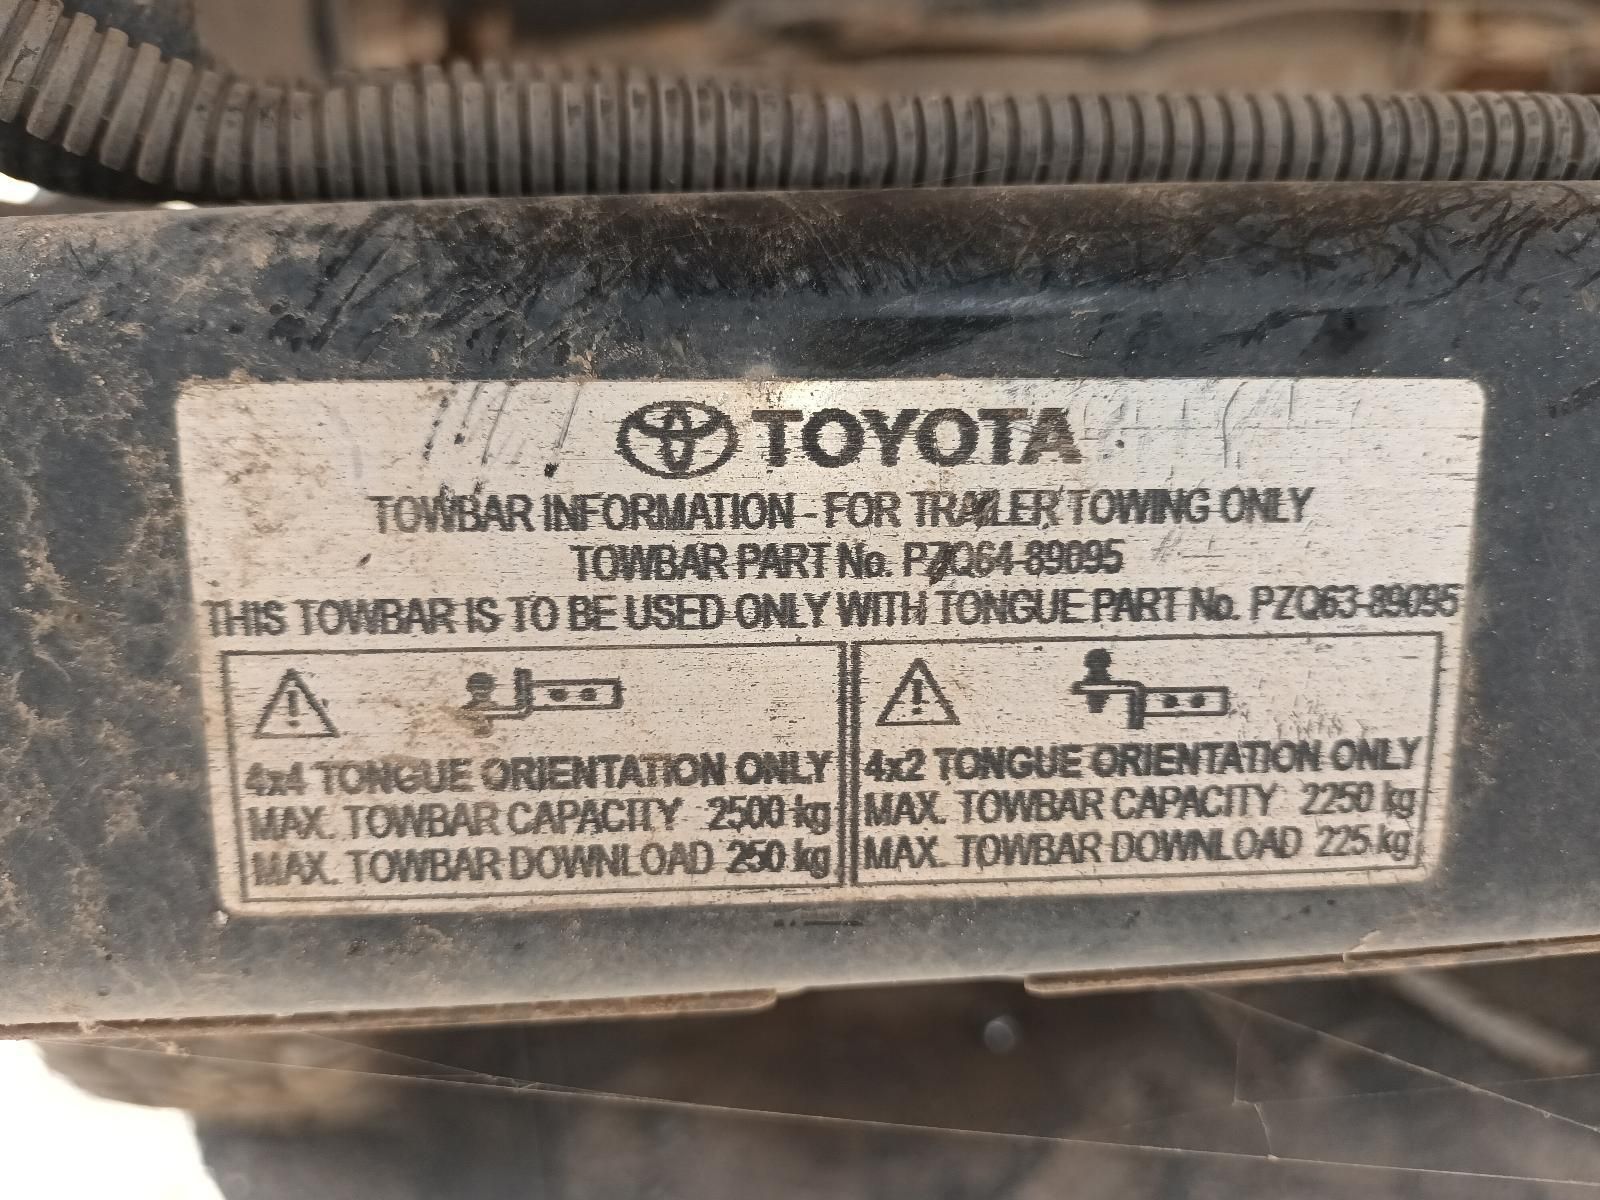 TOYOTA
TOWBAR INFORMATION - FOR TRAILER TOWING ONLY
TOWBAR PART No. PZQ64-89095
THIS TOWBAR IS TO BE USED ONLY WITH TONGUE PART No. PZQ63-89095
4x4 TONGUE ORIENTATION ONLY
MAX. TOWBAR CAPACITY 2500 kg
MAX. TOWBAR DOWNLOAD 250 kg
4x2 TONGUE ORIENTATION ONLY
MAX. TOWBAR CAPACITY 2250 kg
MAX. TOWBAR DOWNLOAD 225 kg